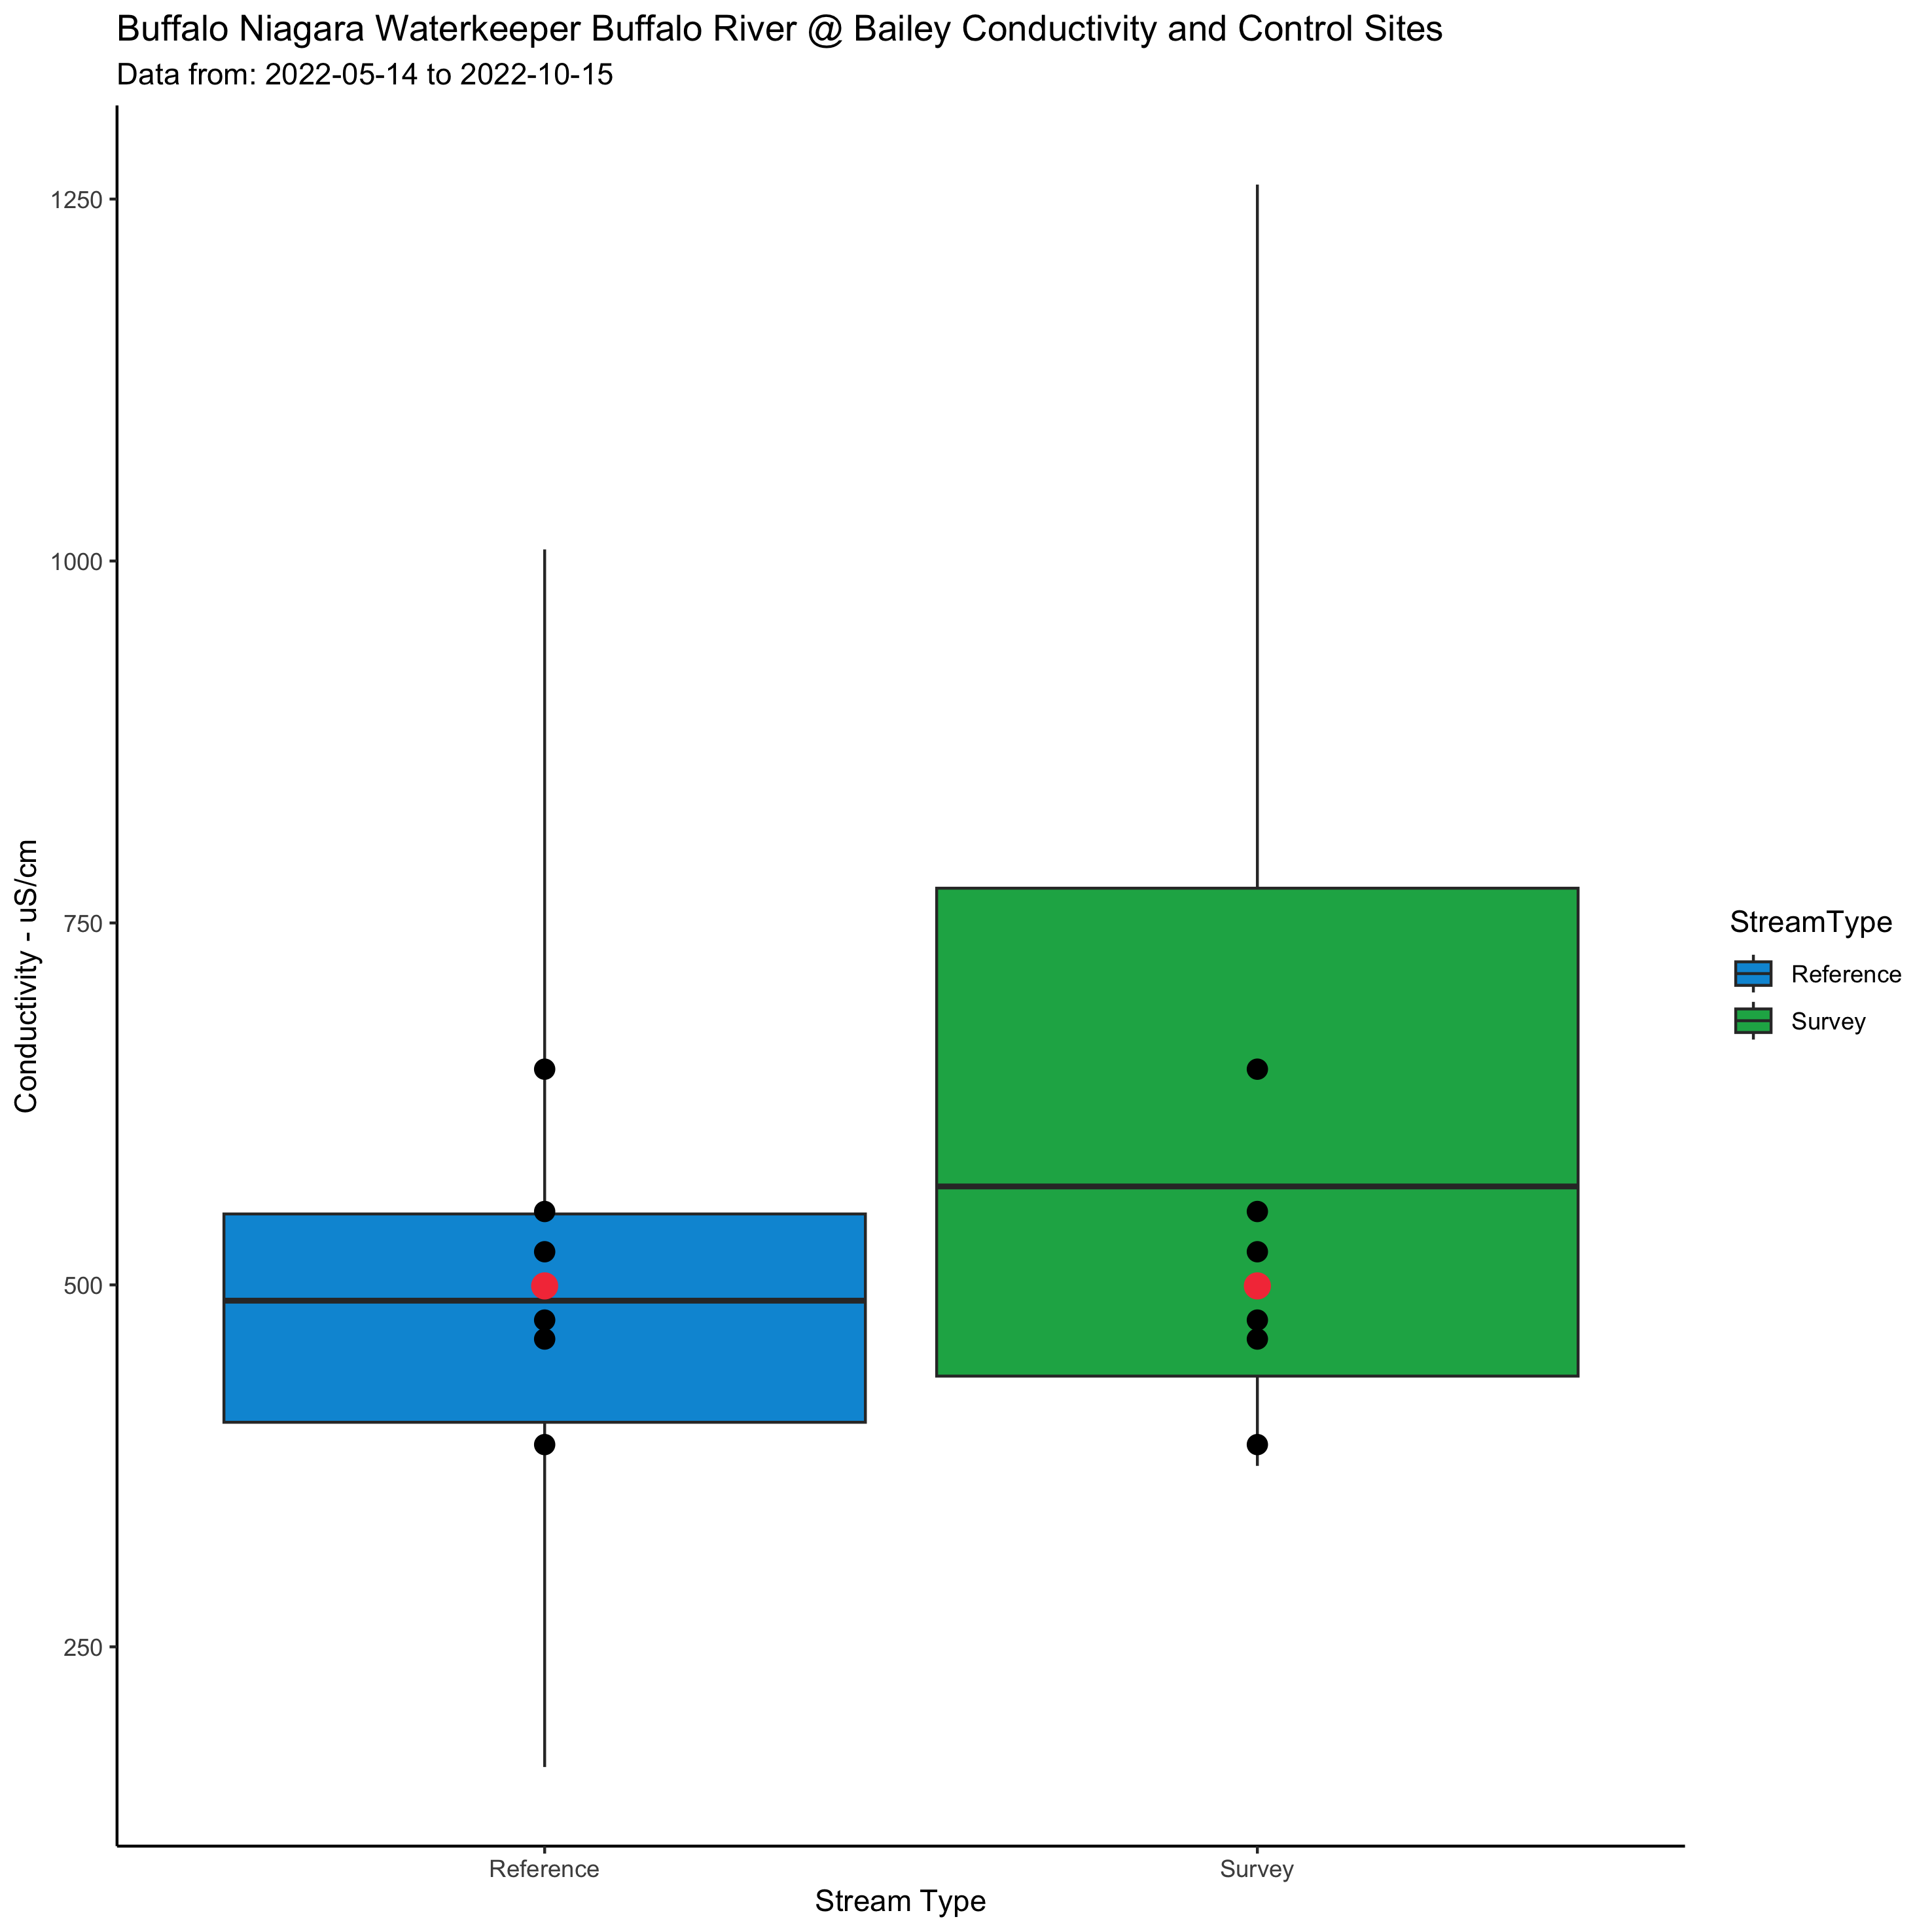 Buffalo Niagara Waterkeeper Buffalo River @ Bailey Conductivity and Control Sites
Data from: 2022-05-14 to 2022-10-15
Conductivity - uS/cm
1250
1000
750
500
250
Reference
Survey
Stream Type
StreamType
Reference
Survey